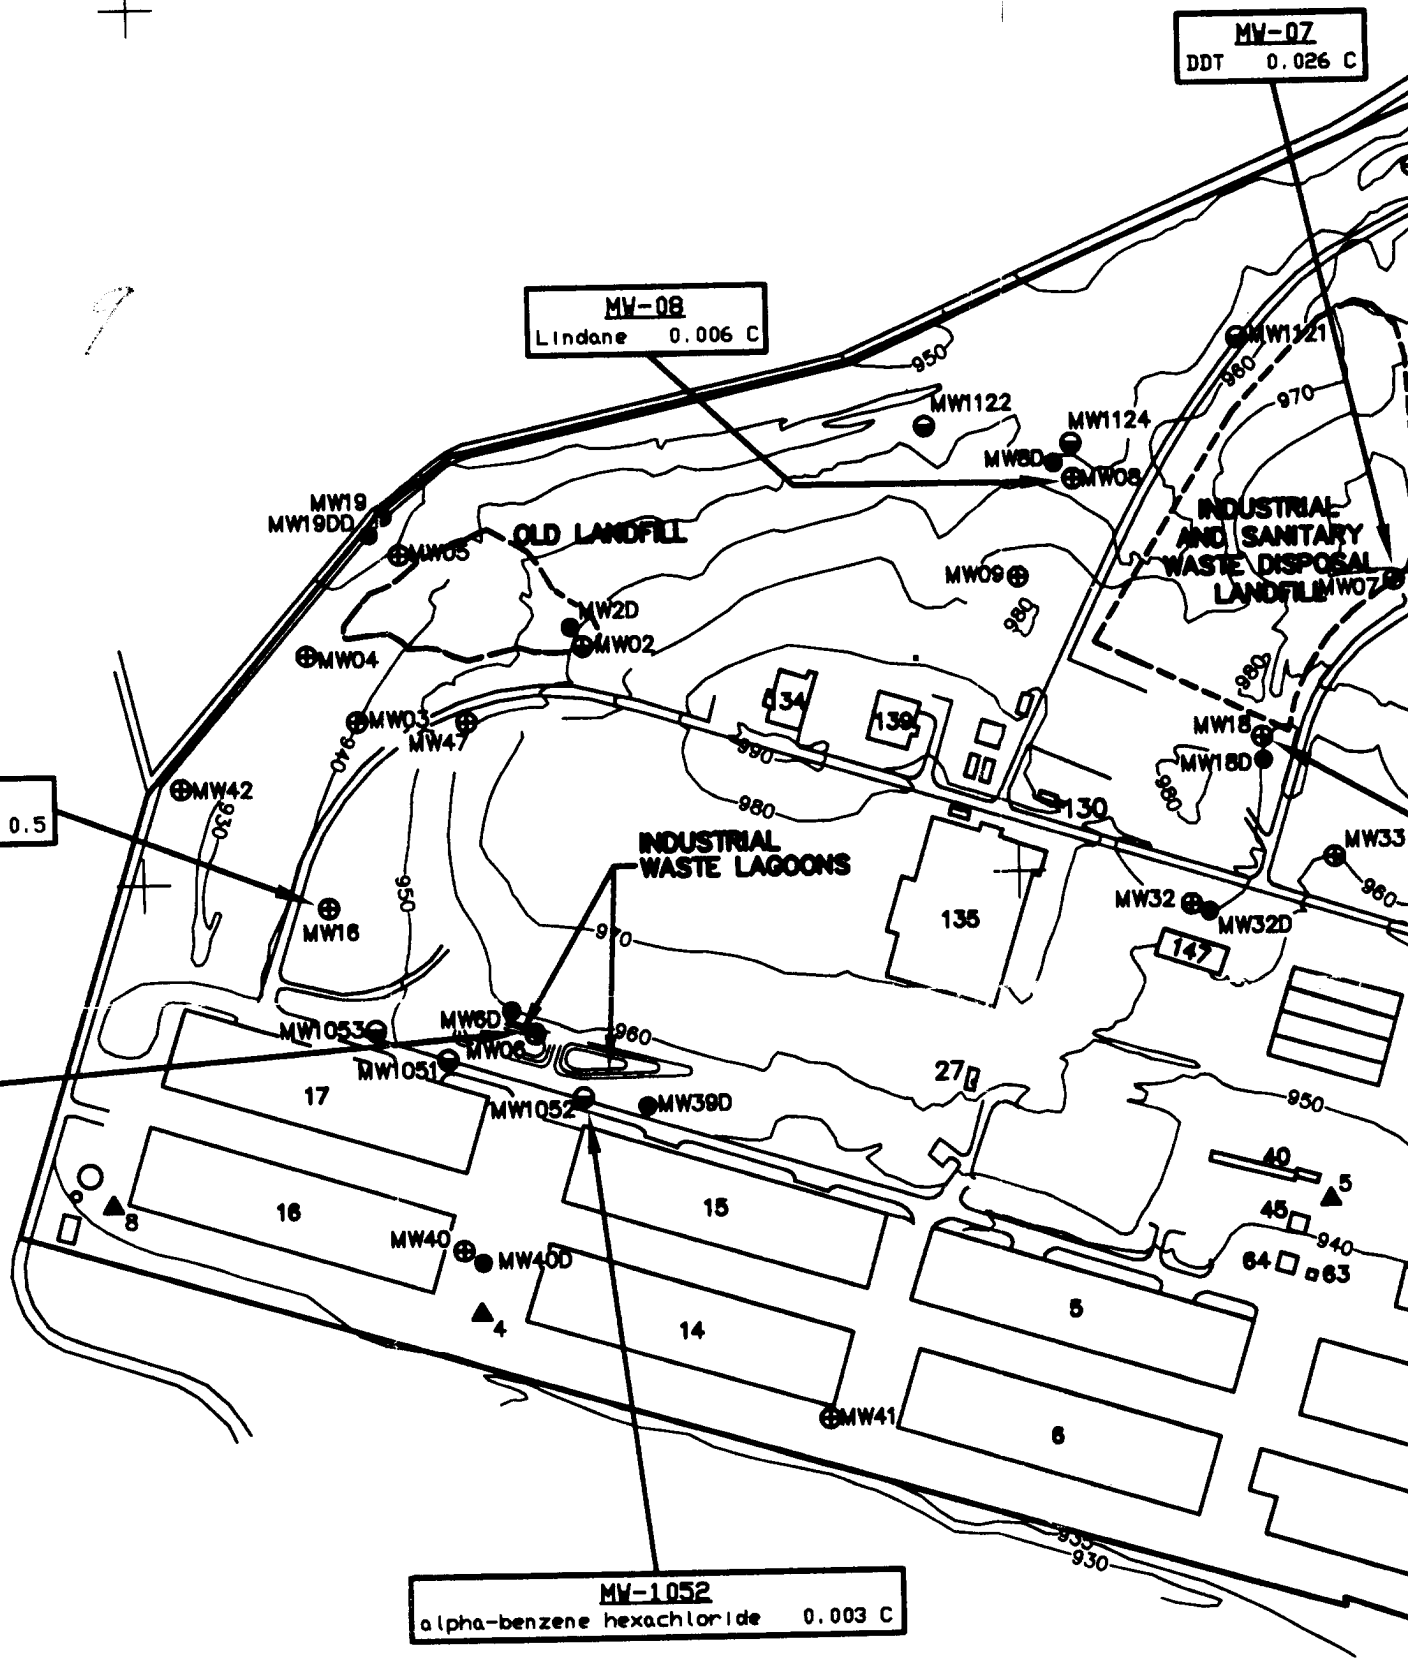 MW-07
DDT 0.026 C
MW-08
Lindane 0.006 C
950
MW1121
960
970
MW1122
MW1124
MW8D
MW08
MW19
MW19DD
MW05
OLD LANDFILL
INDUSTRIAL
AND SANITARY
WASTE DISPOSAL
LANDFILL
MW07
MW09
980
MW2D
MW02
MW04
980
134
139
MW03
MW47
940
MW18
MW18D
990
980
980
MW42
930
0.5
130
MW33
INDUSTRIAL
WASTE LAGOONS
950
960
MW32
MW32D
MW16
135
970
147
MW6D
MW06
960
MW1053
MW1051
17
27
950
MW1052
MW39D
40
5
8
16
15
45
940
MW40
MW40D
64
63
4
14
5
MW41
6
935
930
MW-1052
alpha-benzene hexachloride 0.003 C